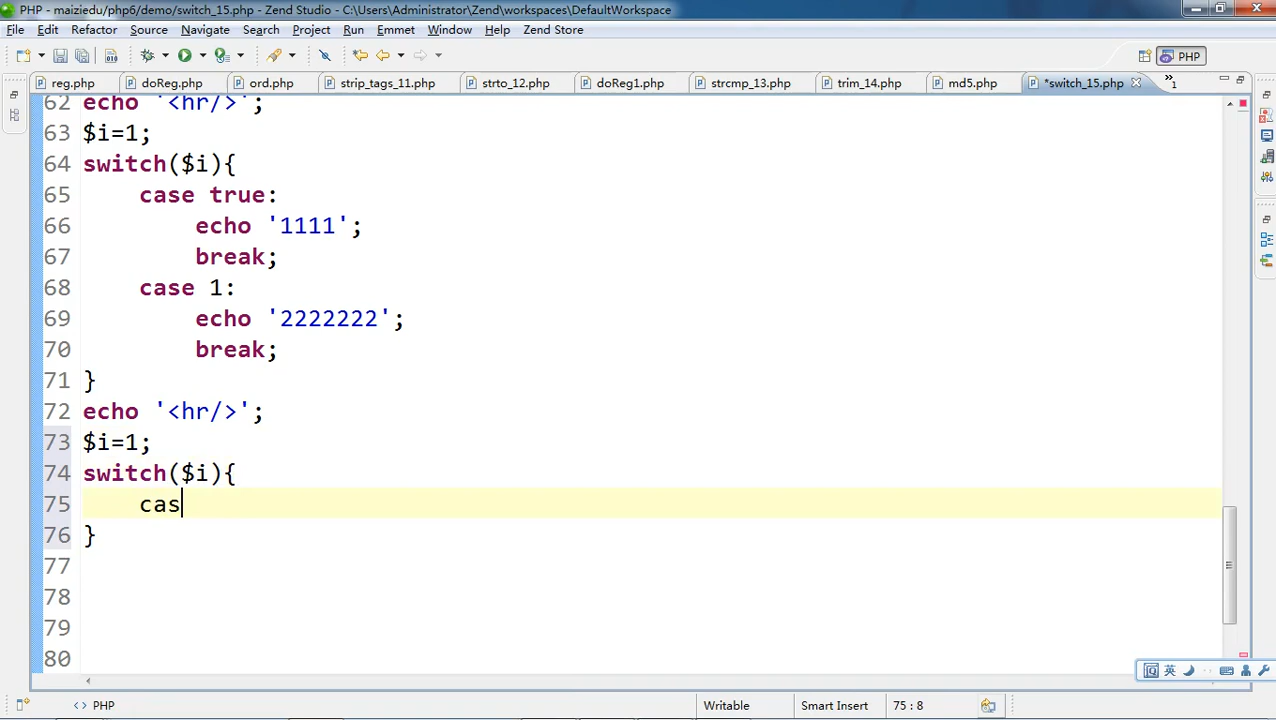 PHP - maiziedu/php6/demo/switch_15.php - Zend Studio - C:\Users\Administrator\Zend\workspaces\DefaultWorkspace
File Edit Refactor Source Navigate Search Project Run Emmet Window Help Zend Store
PHP
reg.php doReg.php ord.php strip_tags_11.php strto_12.php doReg1.php strcmp_13.php trim_14.php md5.php *switch_15.php »1
62 echo '<hr/>';
63 $i=1;
64 switch($i){
65 case true:
66 echo '1111';
67 break;
68 case 1:
69 echo '2222222';
70 break;
71 }
72 echo '<hr/>';
73 $i=1;
74 switch($i){
75 cas
76 }
77
78
79
80
英
<> PHP Writable Smart Insert 75 : 8